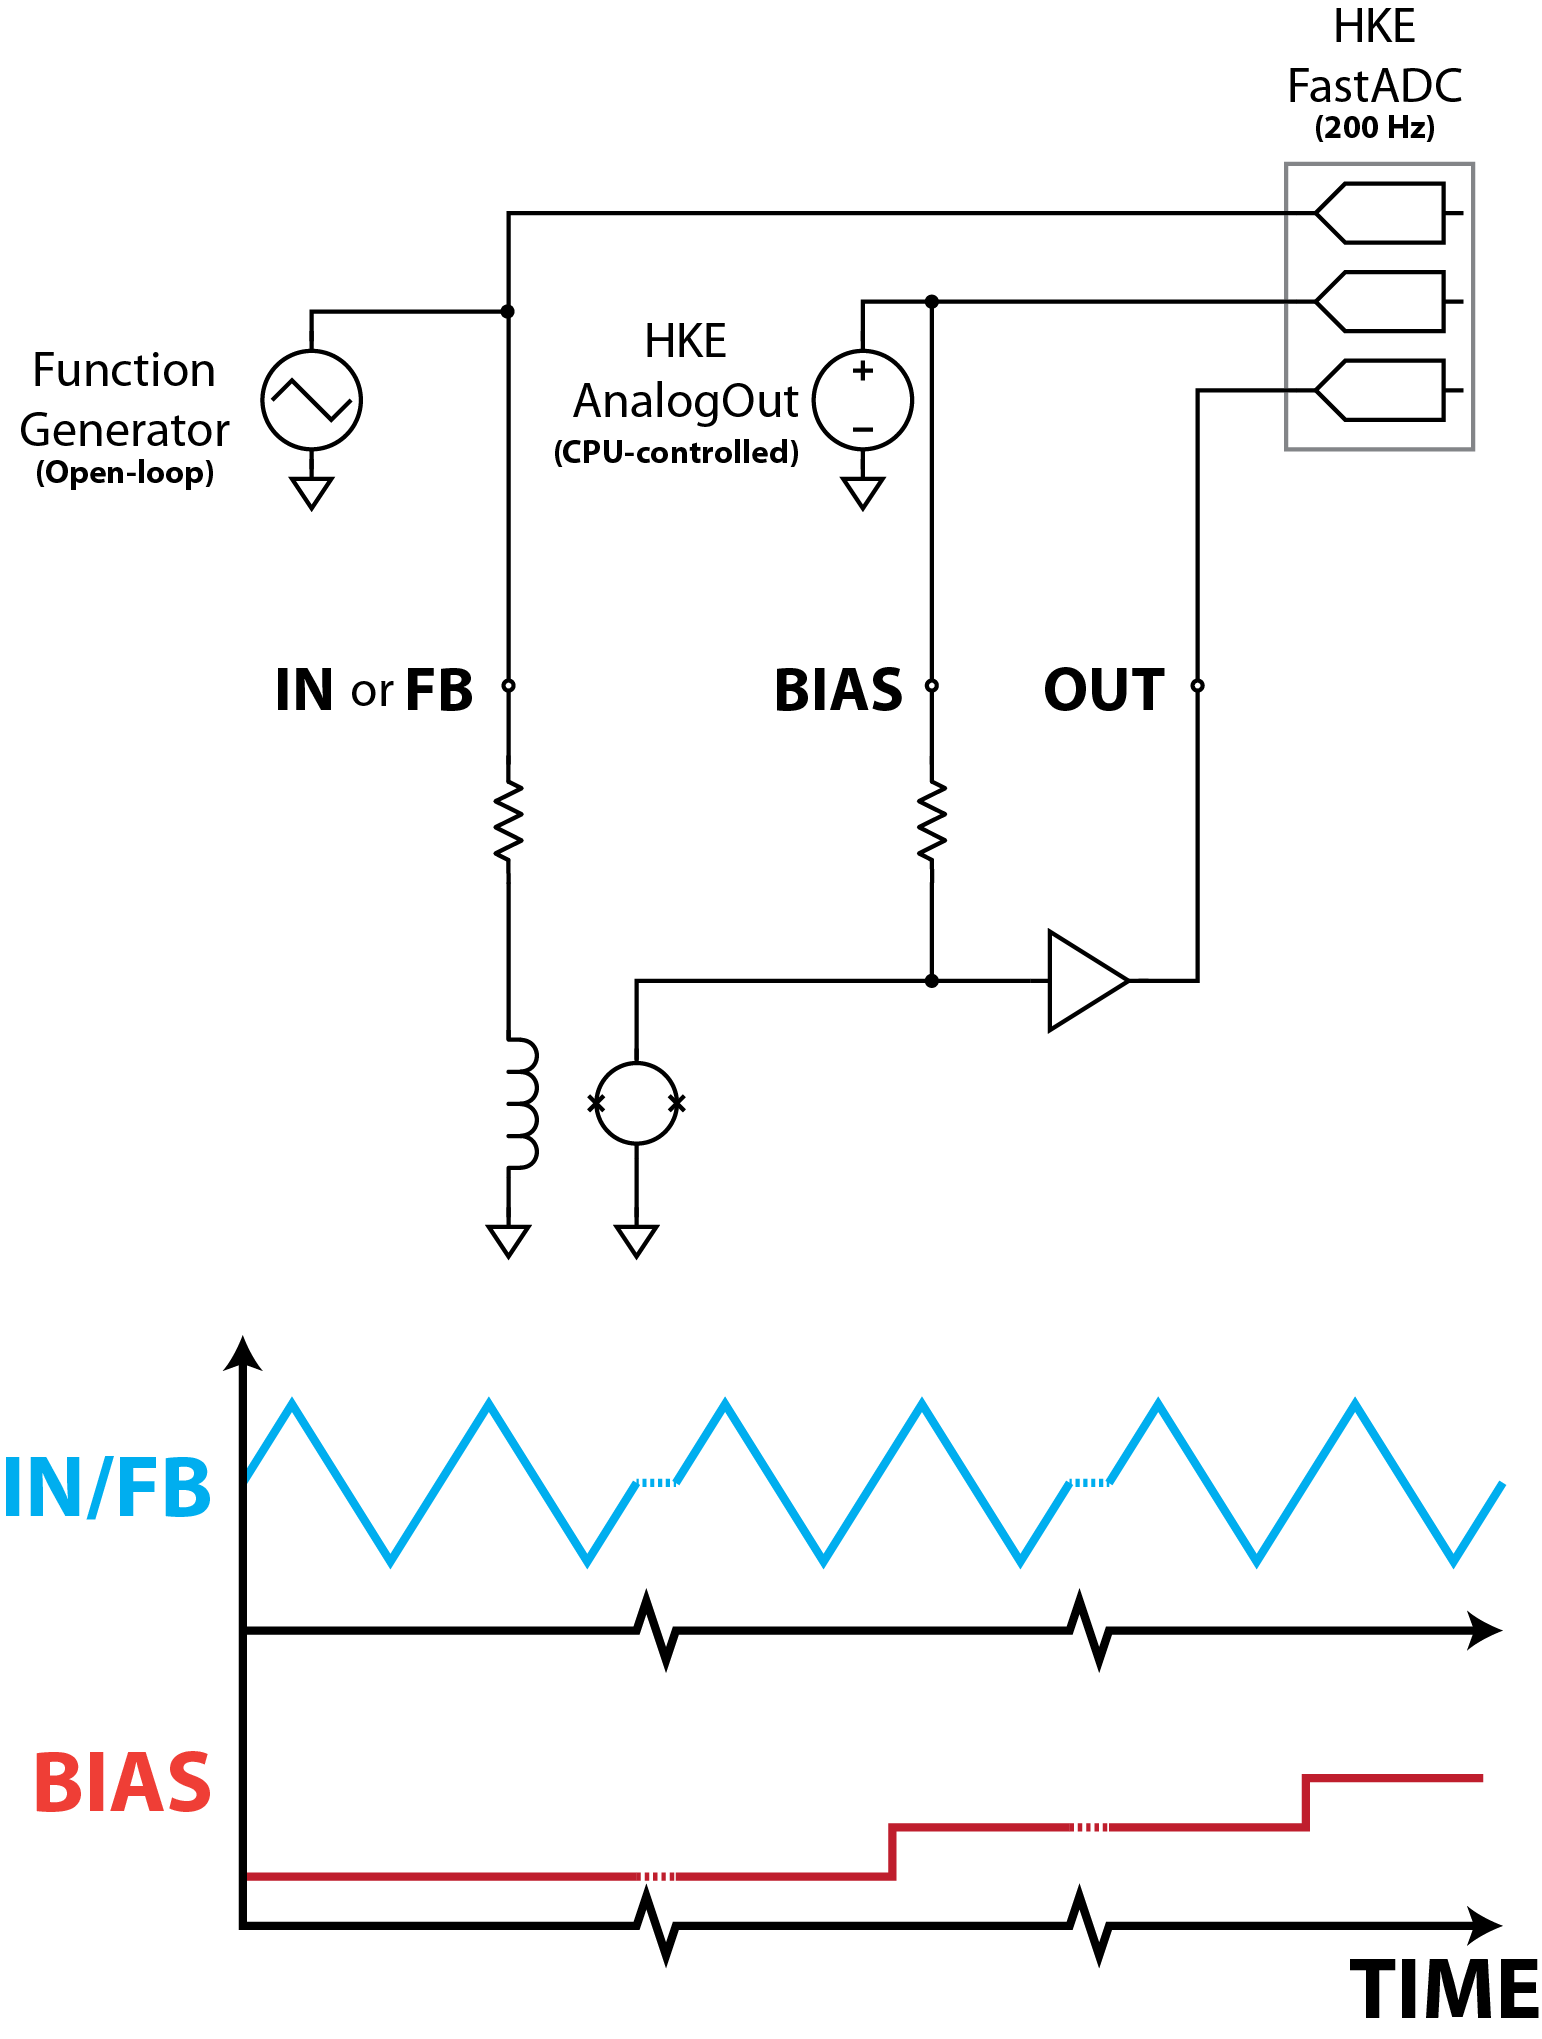 HKE
FastADC
(200 Hz)
Function
Generator
(Open-loop)
HKE
AnalogOut
(CPU-controlled)
IN or FB
BIAS
OUT
IN/FB
BIAS
TIME